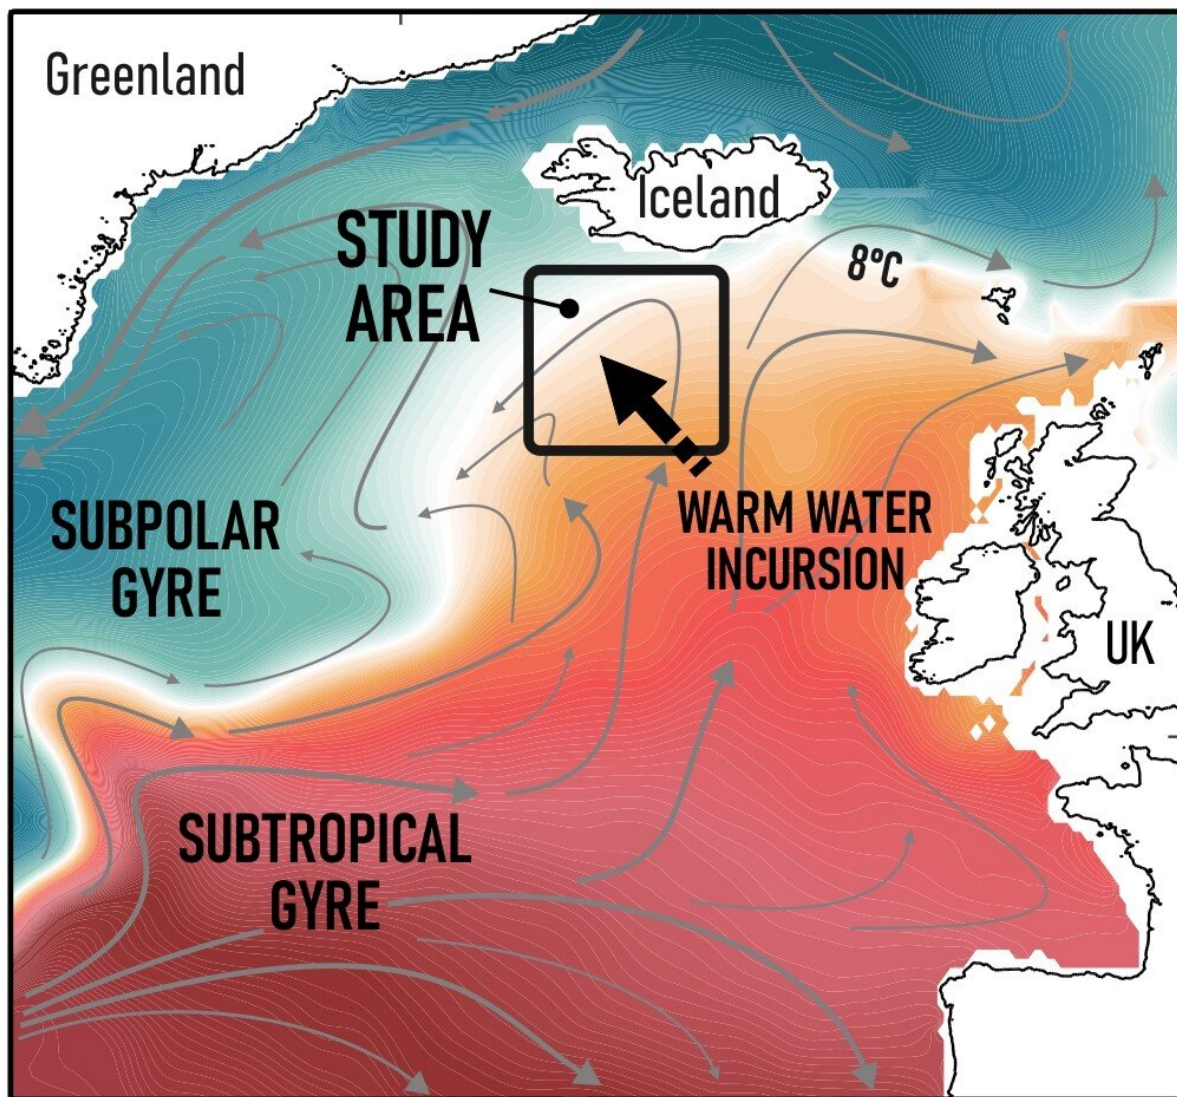 Greenland
Iceland
STUDY
AREA
8°C
SUBPOLAR
GYRE
WARM WATER
INCURSION
UK
SUBTROPICAL
GYRE